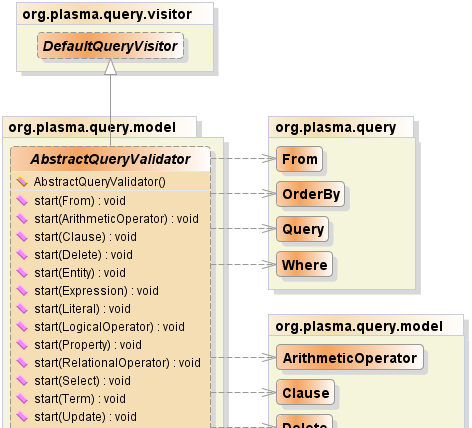 org.plasma.query.visitor
DefaultQueryVisitor
org.plasma.query.model
AbstractQueryValidator
AbstractQueryValidator()
start(From) : void
start(ArithmeticOperator) : void
start(Clause) : void
start(Delete) : void
start(Entity) : void
start(Expression) : void
start(Literal) : void
start(LogicalOperator) : void
start(Property) : void
start(RelationalOperator) : void
start(Select) : void
start(Term) : void
start(Update) : void
org.plasma.query
From
OrderBy
Query
Where
org.plasma.query.model
ArithmeticOperator
Clause
Delete